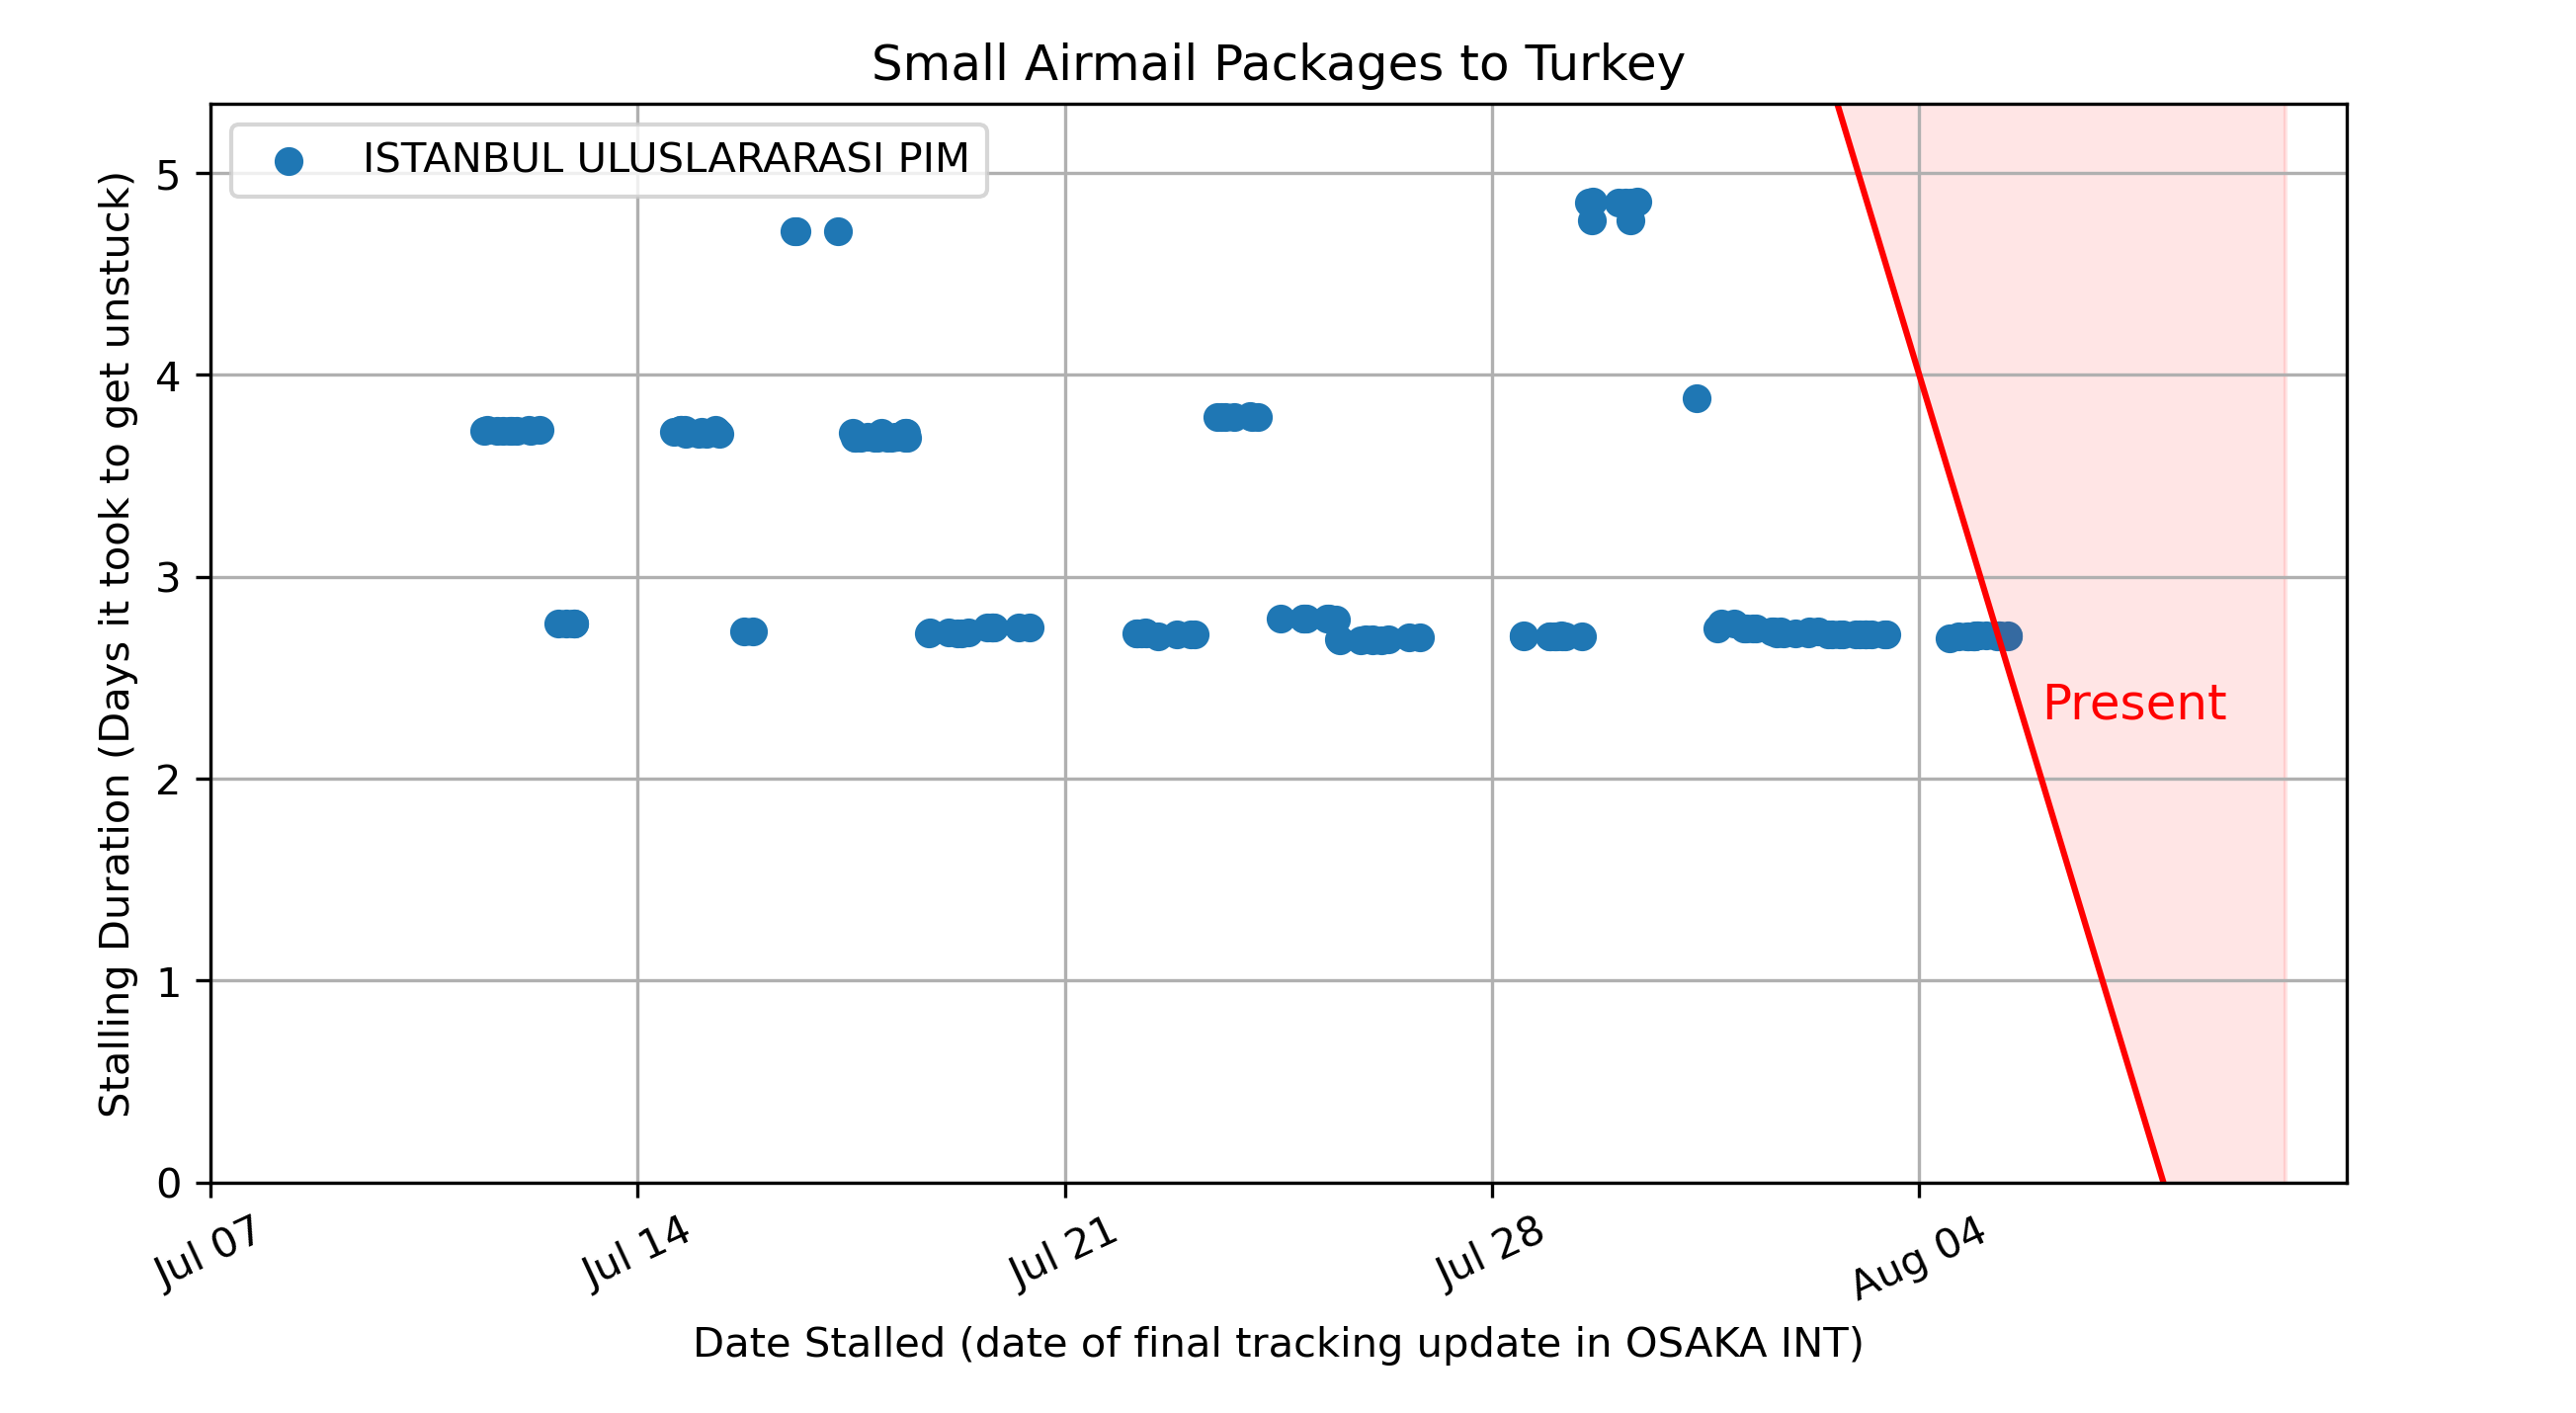 Small Airmail Packages to Turkey
ISTANBUL ULUSLARARASI PIM
Stalling Duration (Days it took to get unstuck)
5
4
3
2
1
0
Present
Jul 07
Jul 14
Jul 21
Jul 28
Aug 04
Date Stalled (date of final tracking update in OSAKA INT)